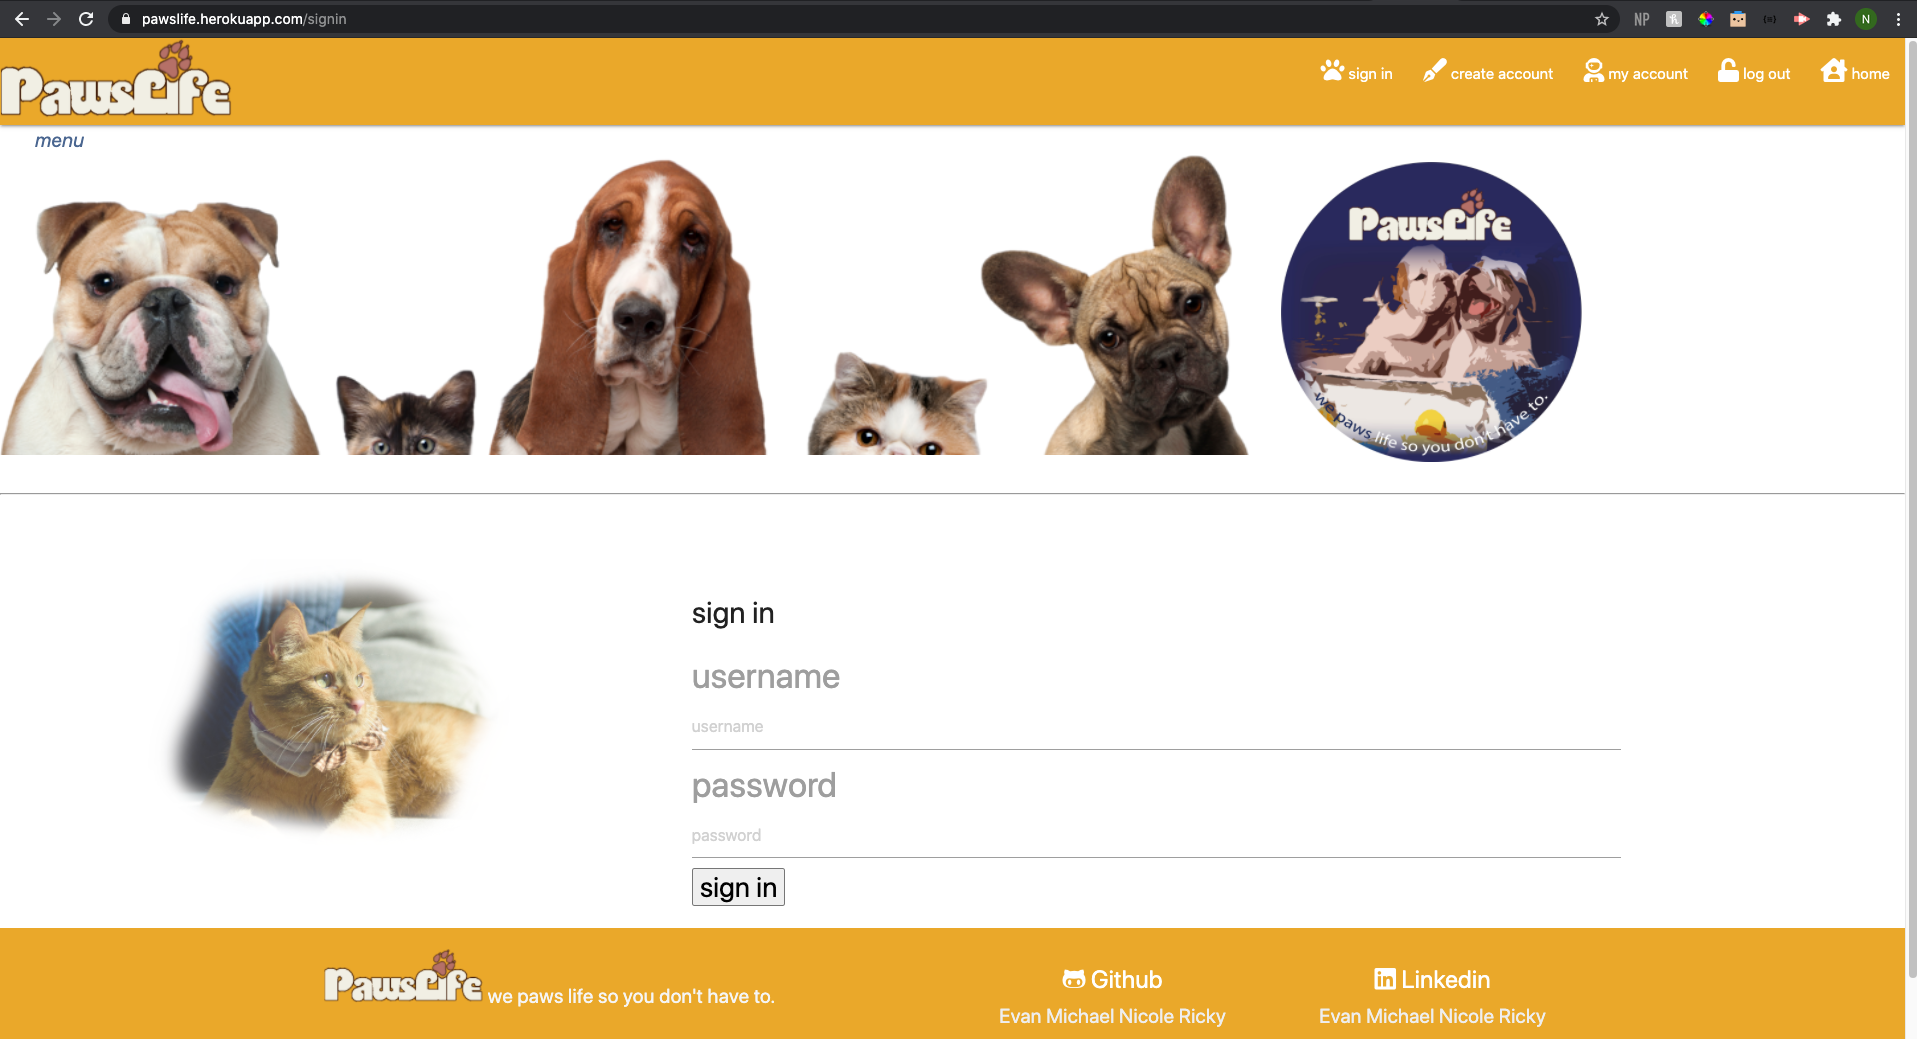 pawslife.herokuapp.com/signin
NP
N
PawsLife
sign in
create account
my account
log out
home
menu
PawsLife
we paws life so you don't have to.
sign in
username
username
password
password
sign in
PawsLife we paws life so you don't have to.
Github
Evan Michael Nicole Ricky
Linkedin
Evan Michael Nicole Ricky